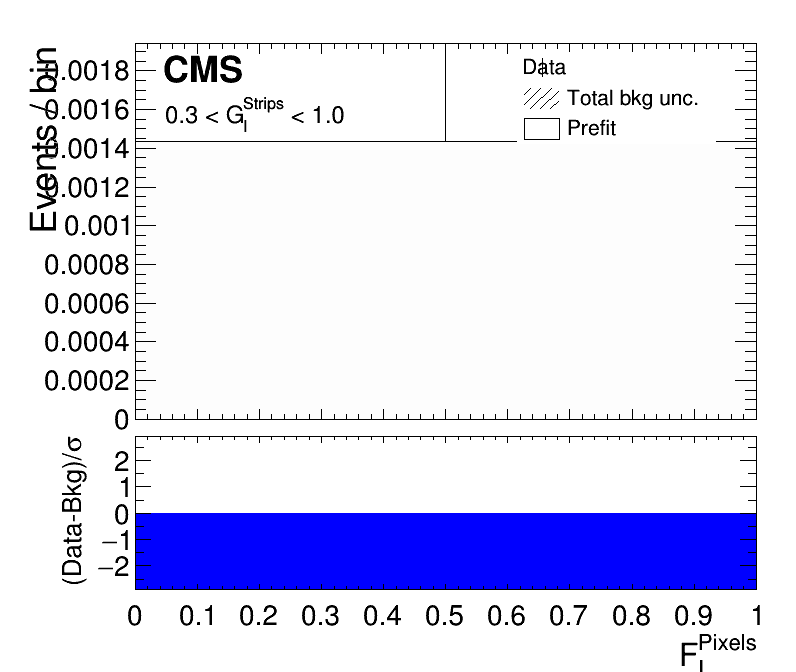 Events / bin
0.0018
0.0016
0.0014
0.0012
0.001
0.0008
0.0006
0.0004
0.0002
0
CMS
0.3 < G_l^Strips < 1.0
Data
Total bkg unc.
Prefit
(Data-Bkg)/σ
2
1
0
−1
−2
0 0.1 0.2 0.3 0.4 0.5 0.6 0.7 0.8 0.9 1
F_l^Pixels